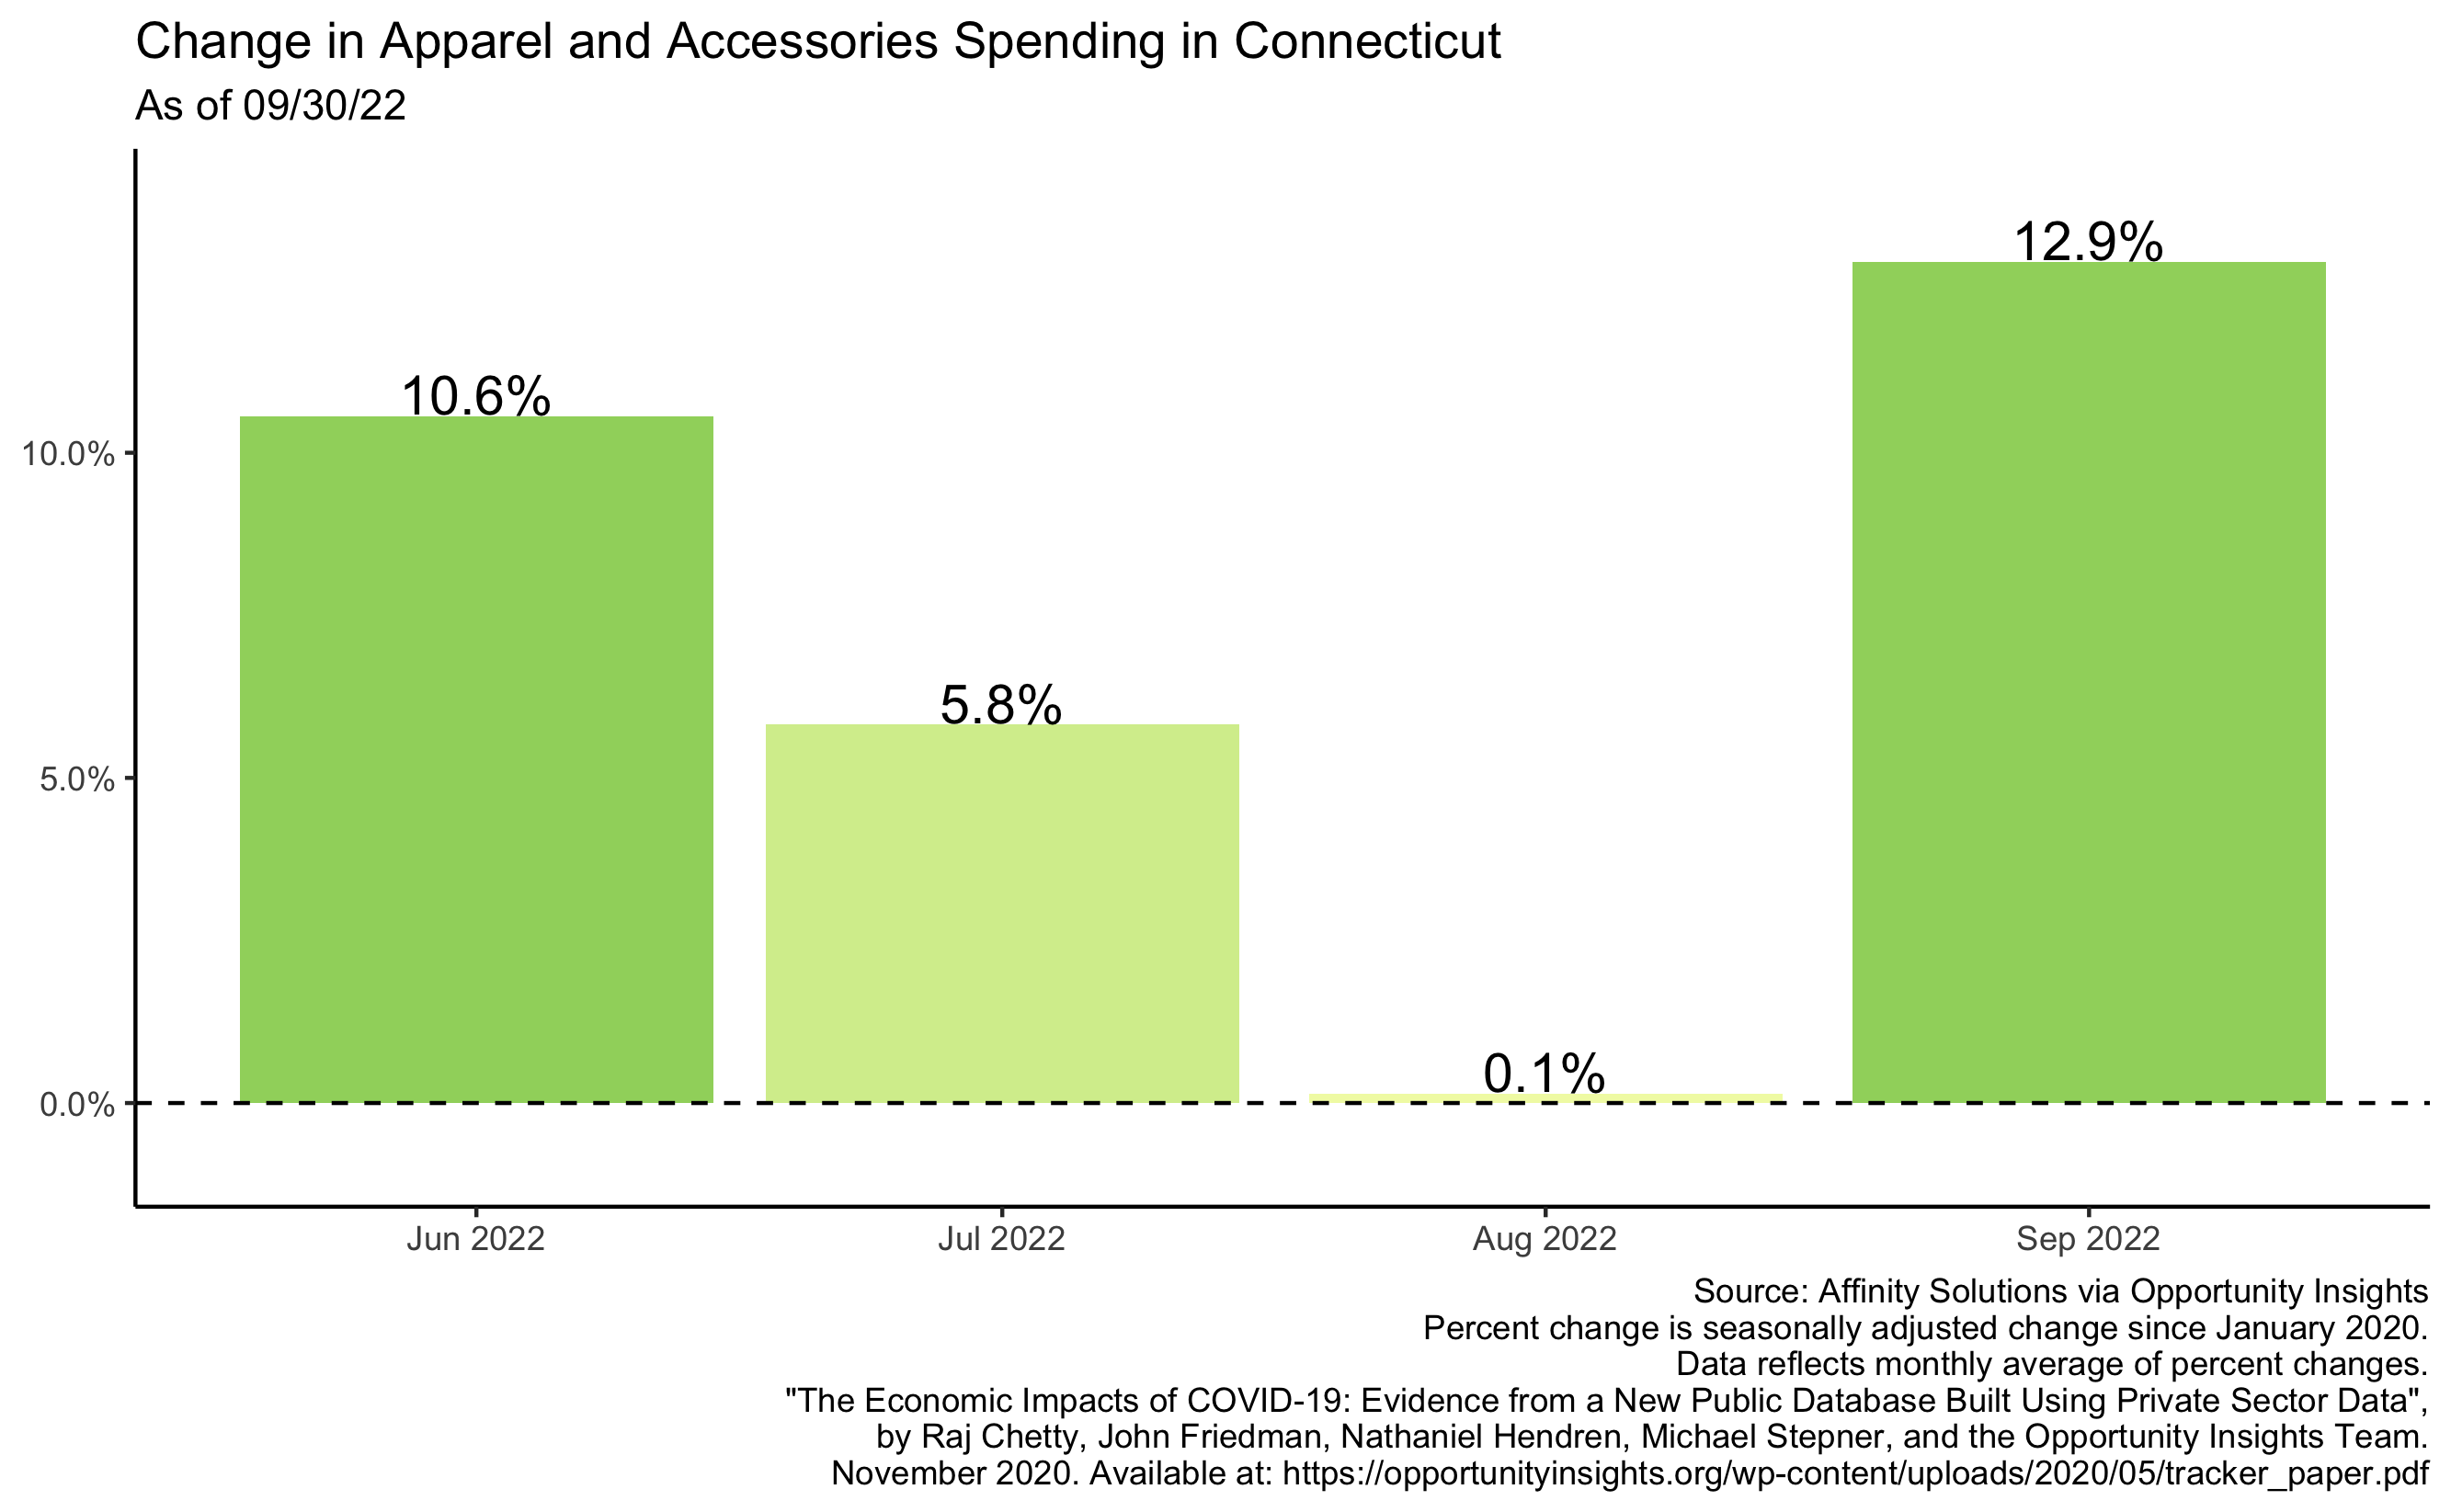 Change in Apparel and Accessories Spending in Connecticut
As of 09/30/22
12.9%
10.6%
10.0%
5.8%
5.0%
0.1%
0.0%
Jun 2022 Jul 2022 Aug 2022 Sep 2022
Source: Affinity Solutions via Opportunity Insights
Percent change is seasonally adjusted change since January 2020.
Data reflects monthly average of percent changes.
"The Economic Impacts of COVID-19: Evidence from a New Public Database Built Using Private Sector Data",
by Raj Chetty, John Friedman, Nathaniel Hendren, Michael Stepner, and the Opportunity Insights Team.
November 2020. Available at: https://opportunityinsights.org/wp-content/uploads/2020/05/tracker_paper.pdf